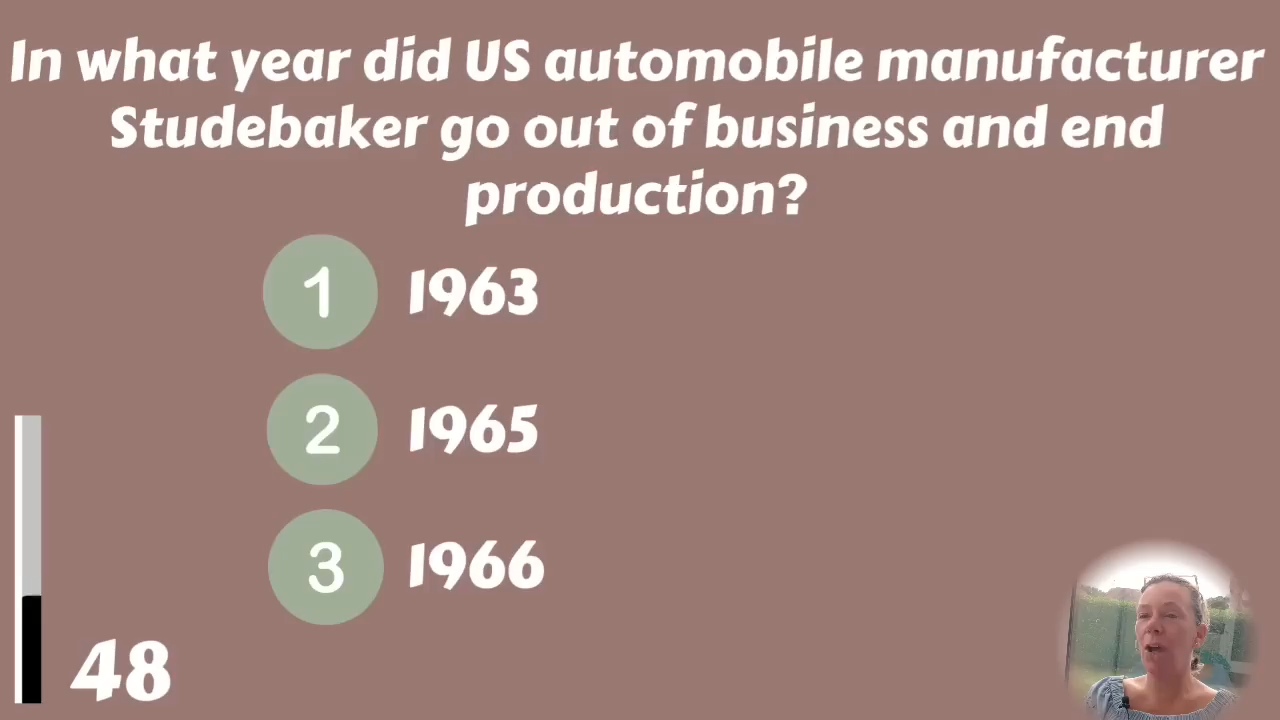 In what year did US automobile manufacturer
Studebaker go out of business and end
production?
1 1963
2 1965
3 1966
48